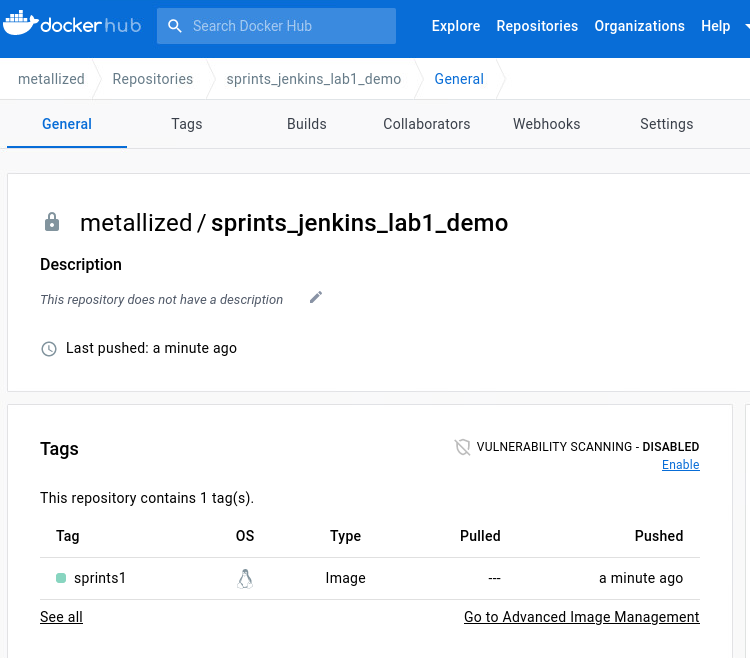 dockerhub Search Docker Hub Explore Repositories Organizations Help
metallized Repositories sprints_jenkins_lab1_demo General
General Tags Builds Collaborators Webhooks Settings
metallized / sprints_jenkins_lab1_demo
Description
This repository does not have a description
Last pushed: a minute ago
Tags
VULNERABILITY SCANNING - DISABLED
Enable
This repository contains 1 tag(s).
Tag OS Type Pulled Pushed
sprints1 Image --- a minute ago
See all Go to Advanced Image Management